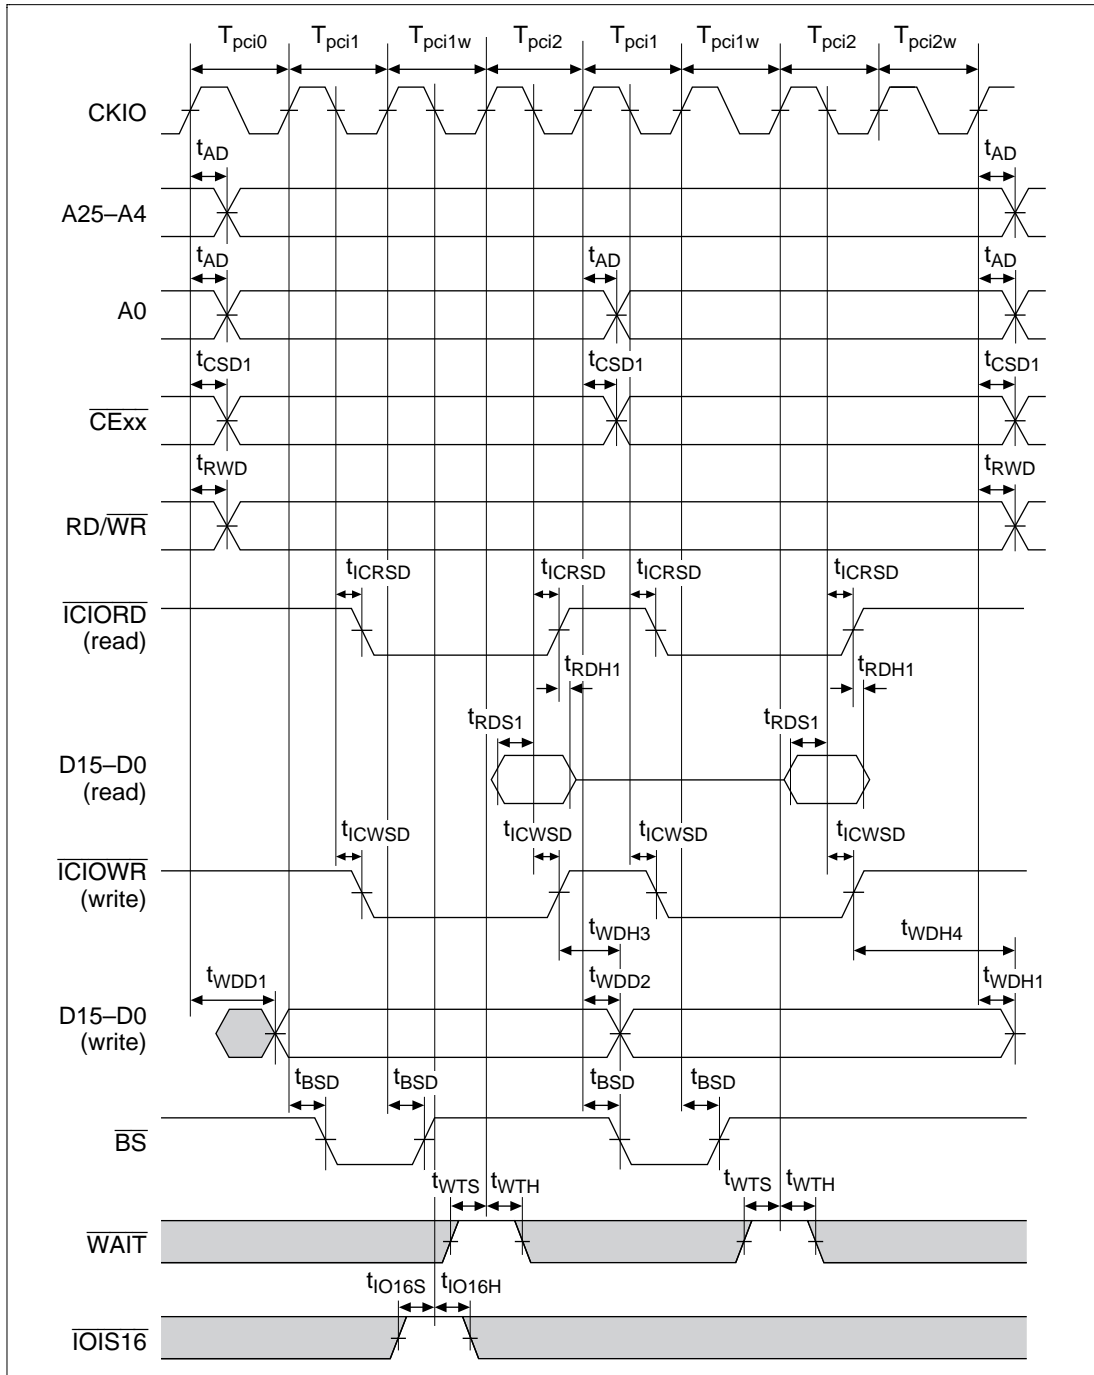 Tpci0 Tpci1 Tpci1w Tpci2 Tpci1 Tpci1w Tpci2 Tpci2w
CKIO
tAD tAD
A25–A4
tAD tAD tAD
A0
tCSD1 tCSD1 tCSD1
CExx
tRWD tRWD
RD/WR
tICRSD tICRSD tICRSD tICRSD
ICIORD
(read)
tRDH1 tRDH1
tRDS1 tRDS1
D15–D0
(read)
tICWSD tICWSD tICWSD tICWSD
ICIOWR
(write)
tWDH3 tWDH4
tWDD1 tWDD2 tWDH1
D15–D0
(write)
tBSD tBSD tBSD tBSD
BS
tWTS tWTH tWTS tWTH
WAIT
tIO16S tIO16H
IOIS16